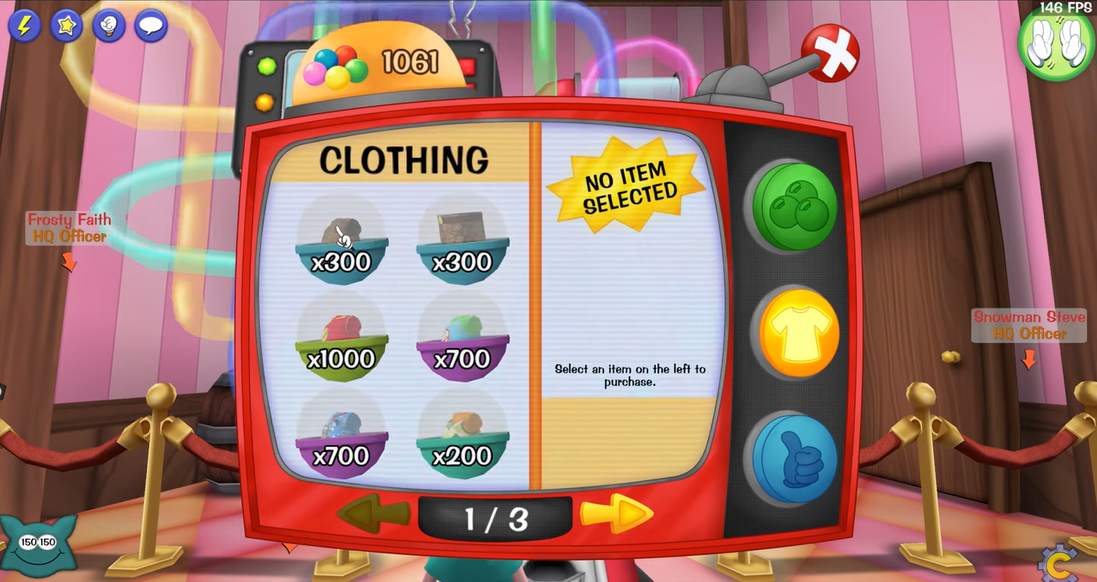 146 FPS
1061
CLOTHING
NO ITEM
SELECTED
x300
x300
Frosty Faith
HQ Officer
x1000
x700
Snowman Steve
HQ Officer
Select an item on the left to
purchase.
x700
x200
1 / 3
150 150
C